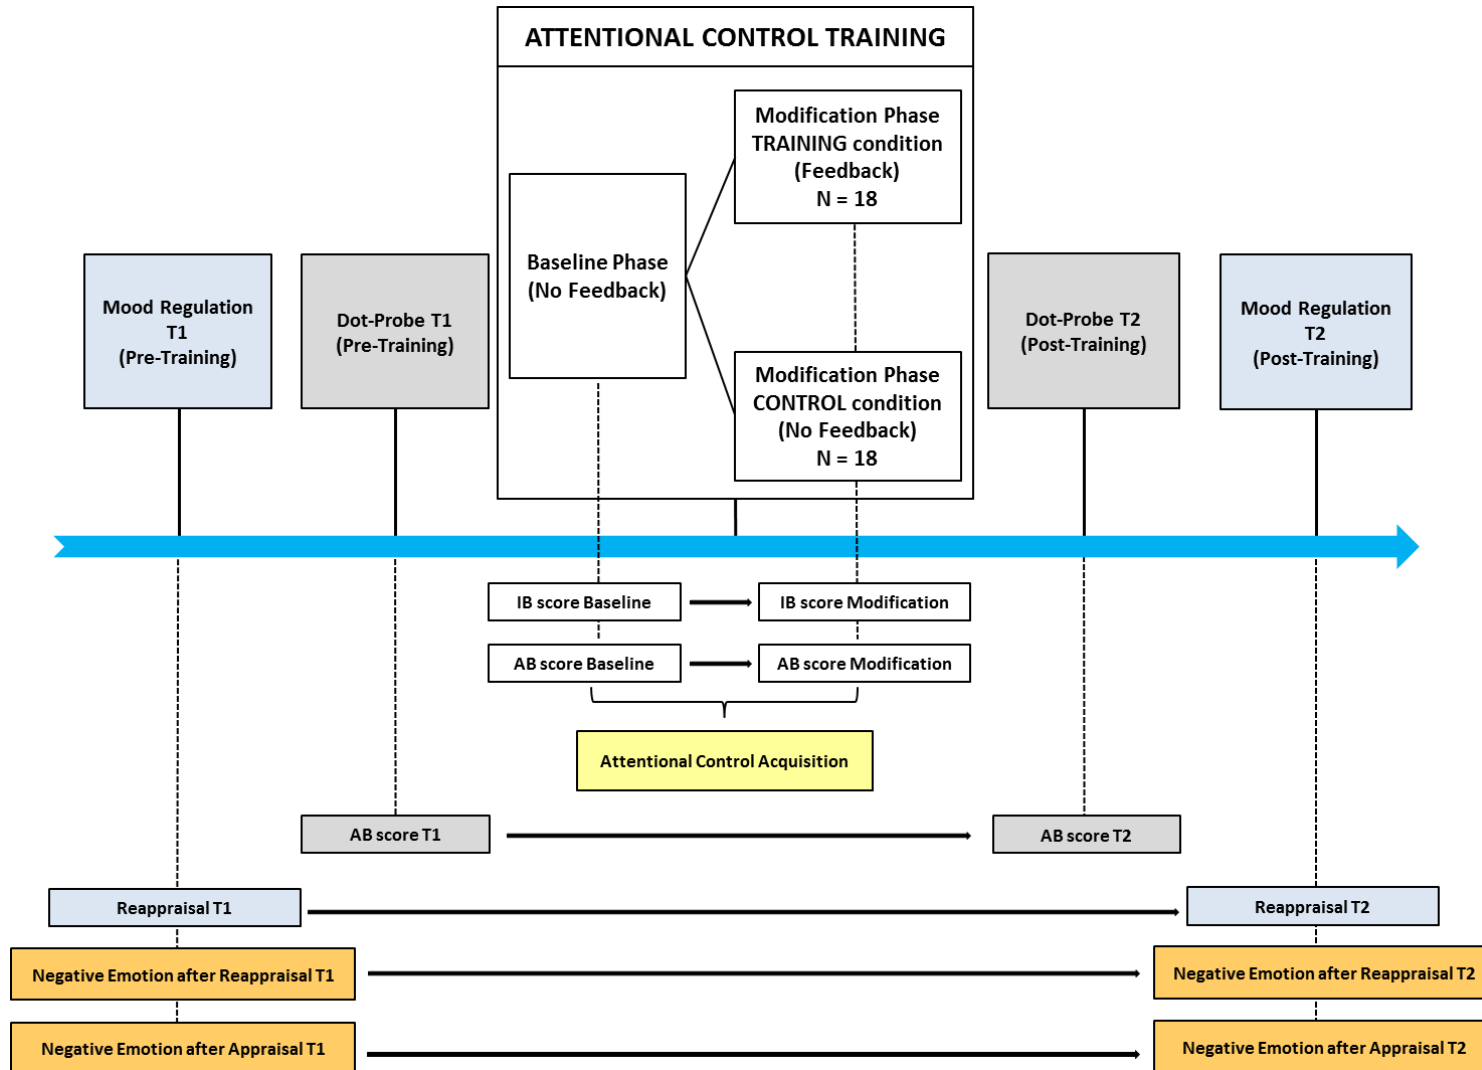 ATTENTIONAL CONTROL TRAINING
Modification Phase
TRAINING condition
(Feedback)
N = 18
Baseline Phase
(No Feedback)
Modification Phase
CONTROL condition
(No Feedback)
N = 18
Mood Regulation
T1
(Pre-Training)
Dot-Probe T1
(Pre-Training)
Dot-Probe T2
(Post-Training)
Mood Regulation
T2
(Post-Training)
IB score Baseline
IB score Modification
AB score Baseline
AB score Modification
Attentional Control Acquisition
AB score T1
AB score T2
Reappraisal T1
Reappraisal T2
Negative Emotion after Reappraisal T1
Negative Emotion after Reappraisal T2
Negative Emotion after Appraisal T1
Negative Emotion after Appraisal T2